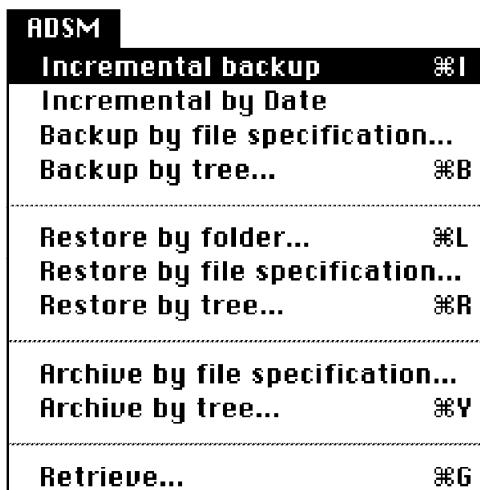 ADSM
Incremental backup ⌘I
Incremental by Date
Backup by file specification...
Backup by tree... ⌘B
Restore by folder... ⌘L
Restore by file specification...
Restore by tree... ⌘R
Archive by file specification...
Archive by tree... ⌘Y
Retrieve... ⌘G